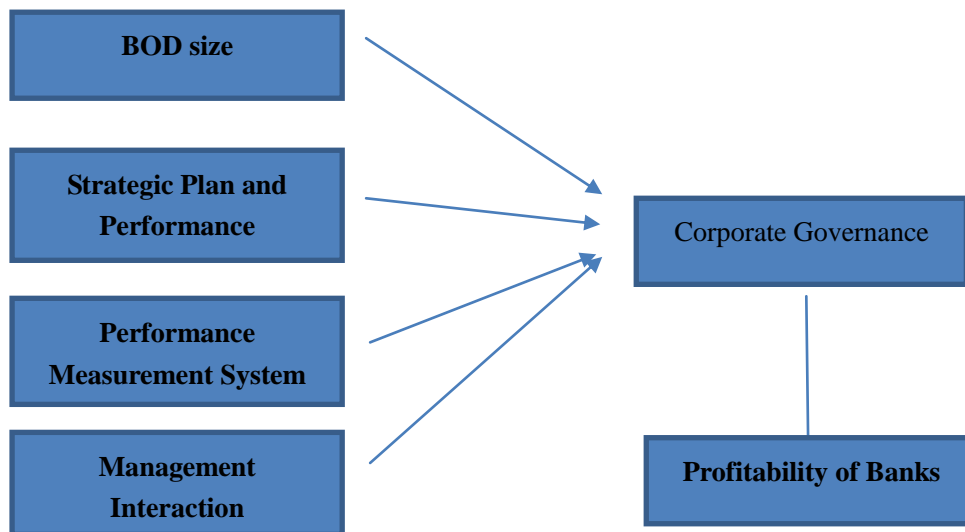 BOD size
Strategic Plan and
Performance
Corporate Governance
Performance
Measurement System
Management
Interaction
Profitability of Banks